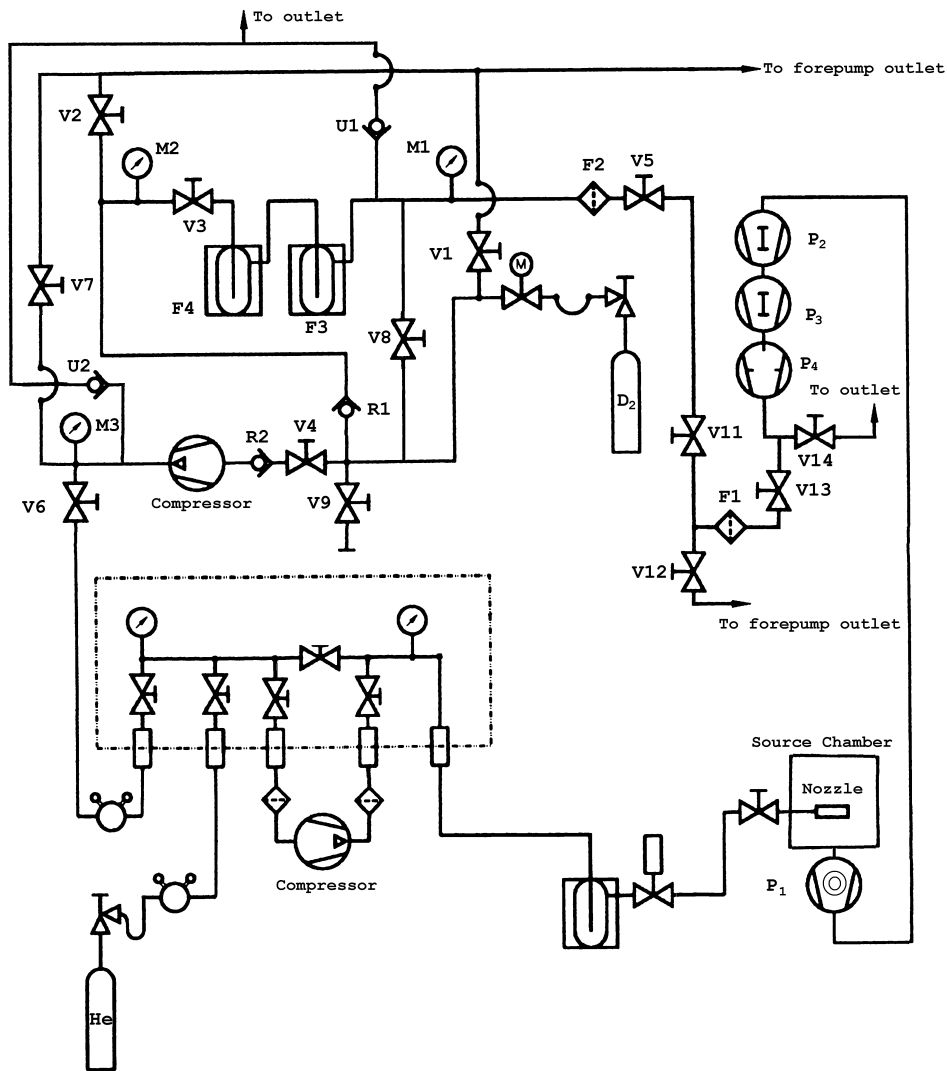 To outlet
To forepump outlet
V2
U1
M2
M1
F2
V5
P2
V3
V1
M
V7
F4
F3
P3
V8
U2
P4
To outlet
D2
M3
R1
R2
V4
V11
V14
V13
V6
Compressor
V9
F1
V12
To forepump outlet
Source Chamber
Nozzle
Compressor
P1
He